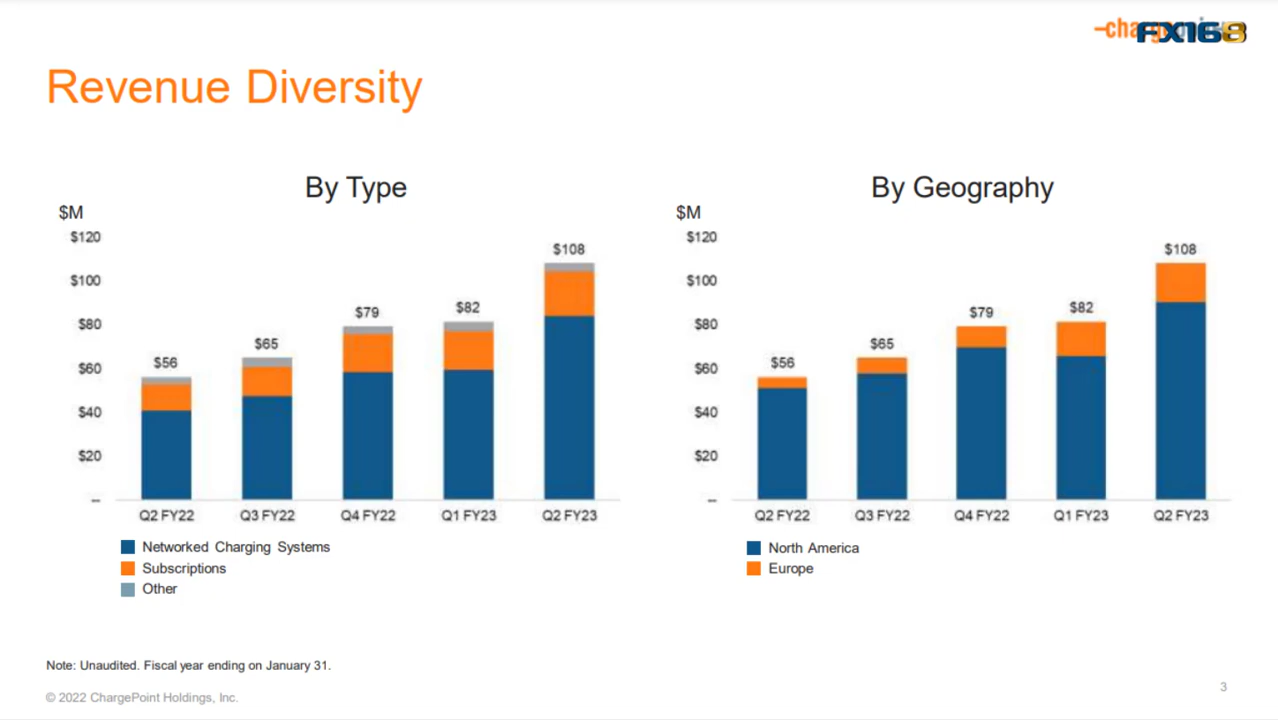 FX168
Revenue Diversity
By Type
$M
$120
$100
$80
$60
$40
$20
–
$56
$65
$79
$82
$108
Q2 FY22 Q3 FY22 Q4 FY22 Q1 FY23 Q2 FY23
Networked Charging Systems
Subscriptions
Other
By Geography
$M
$120
$100
$80
$60
$40
$20
–
$56
$65
$79
$82
$108
Q2 FY22 Q3 FY22 Q4 FY22 Q1 FY23 Q2 FY23
North America
Europe
Note: Unaudited. Fiscal year ending on January 31.
© 2022 ChargePoint Holdings, Inc.
3